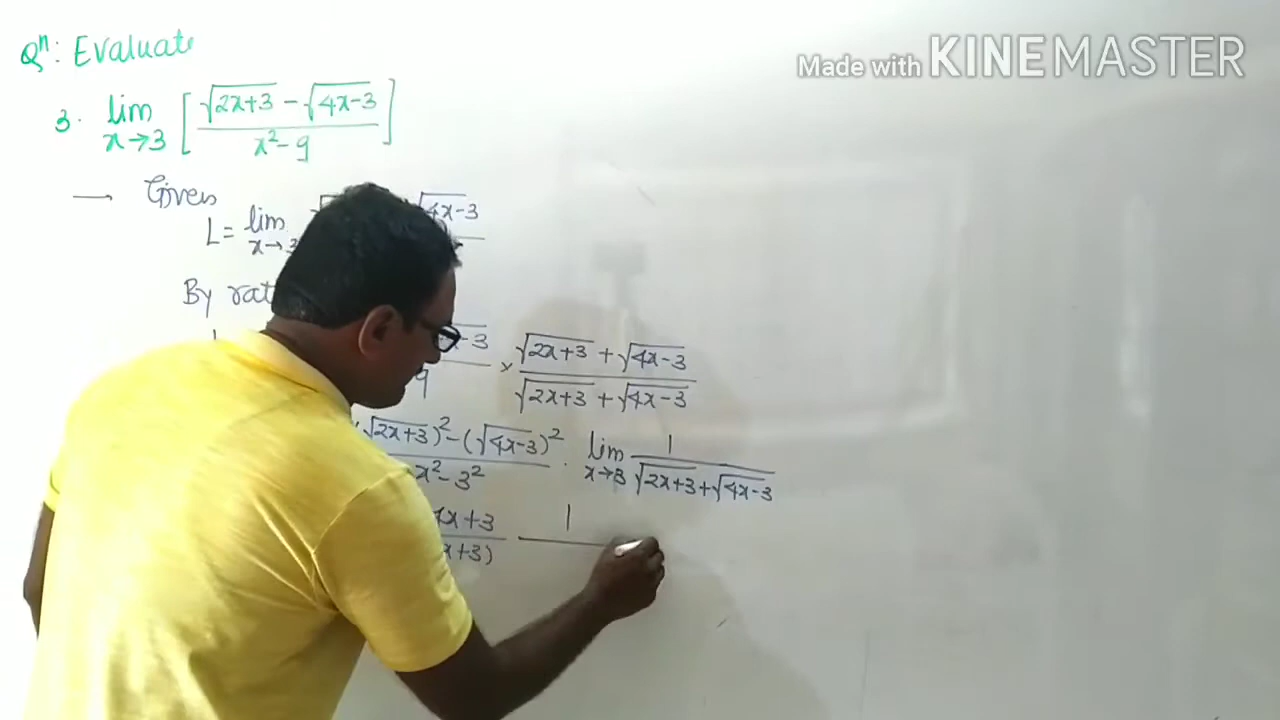 Made with KINEMASTER
Qⁿ: Evaluate
3. lim x→3 [ (√(2x+3) − √(4x−3)) / (x² − 9) ]
— Given
L = lim x→3 √(4x−3)
By rat
−3 / 9 × (√(2x+3) + √(4x−3)) / (√(2x+3) + √(4x−3))
(√(2x+3))² − (√(4x−3))² / x² − 3² · lim x→3 1 / (√(2x+3) + √(4x−3))
4x+3 / x+3) 1 /